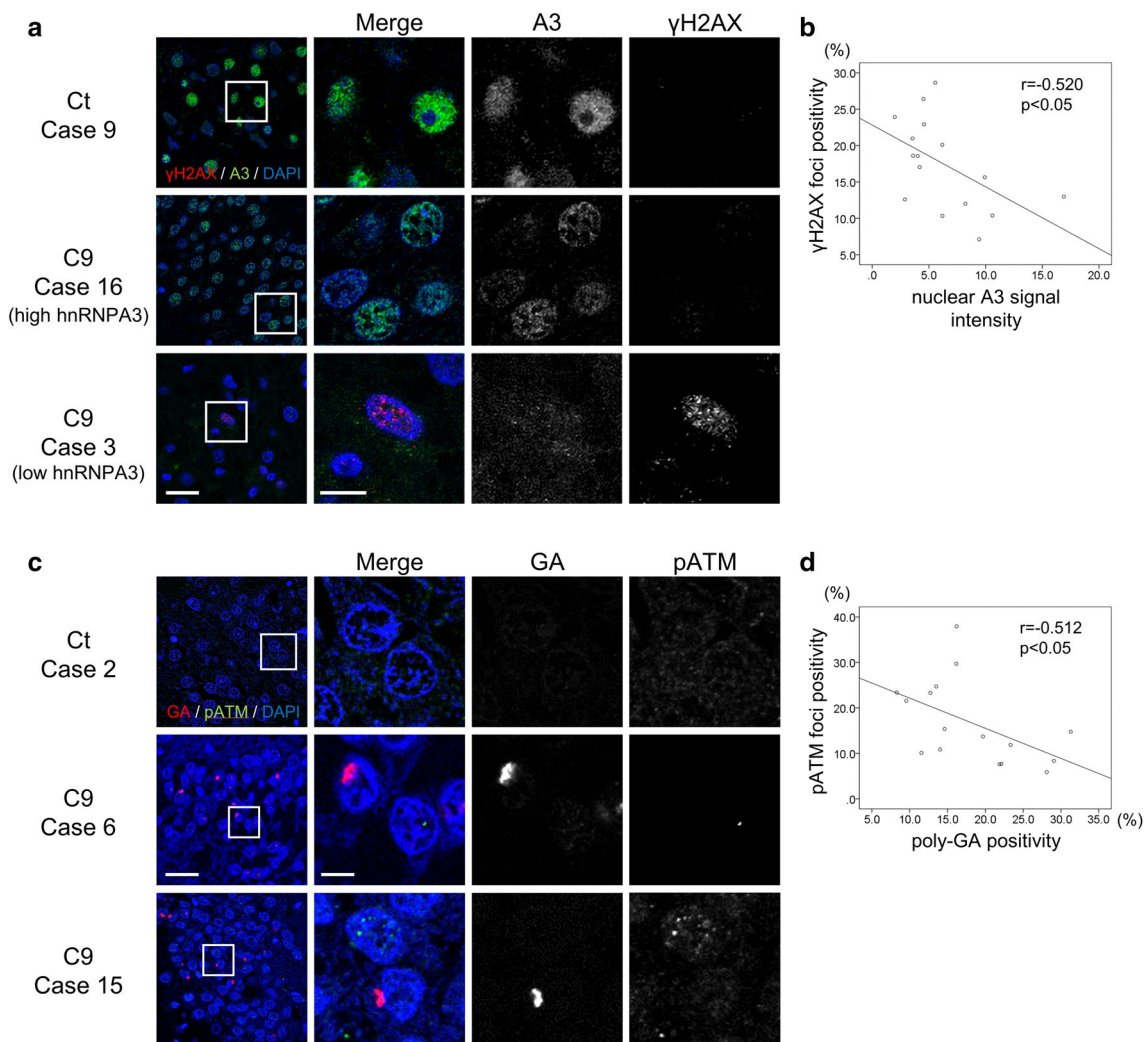 a
Merge
A3
γH2AX
Ct
Case 9
γH2AX / A3 / DAPI
C9
Case 16
(high hnRNPA3)
C9
Case 3
(low hnRNPA3)
b
(%)
30.0
25.0
20.0
15.0
10.0
5.0
γH2AX foci positivity
r=-0.520
p<0.05
.0
5.0
10.0
15.0
20.0
nuclear A3 signal
intensity
c
Merge
GA
pATM
Ct
Case 2
GA / pATM / DAPI
C9
Case 6
C9
Case 15
d
(%)
40.0
30.0
20.0
10.0
.0
pATM foci positivity
r=-0.512
p<0.05
5.0
10.0
15.0
20.0
25.0
30.0
35.0
(%)
poly-GA positivity